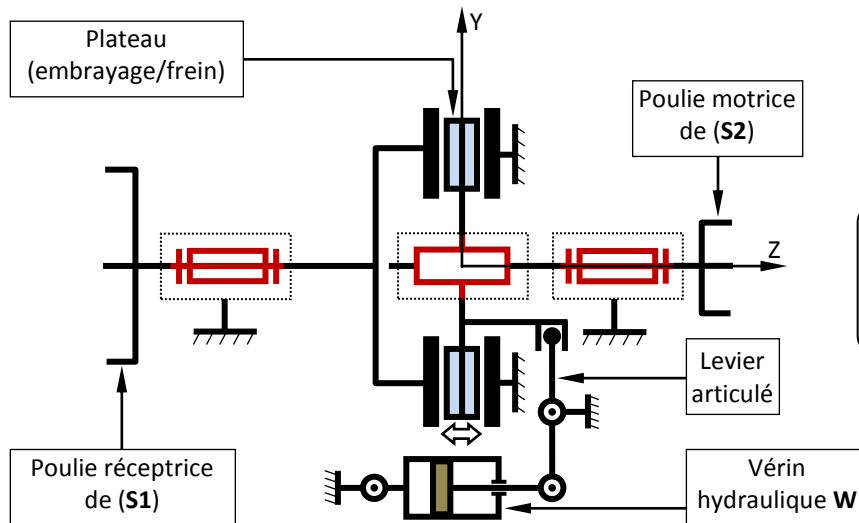 Plateau
(embrayage/frein)
Y
Poulie motrice
de (S2)
Z
Levier
articulé
Poulie réceptrice
de (S1)
Vérin
hydraulique W